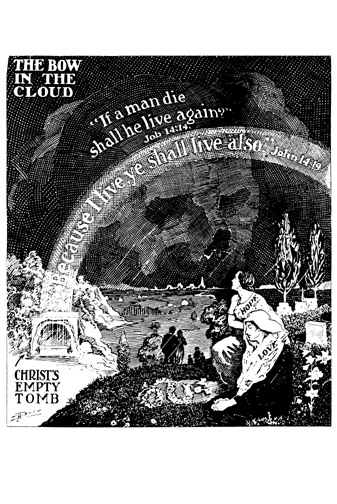 THE BOW
IN THE
CLOUD
"If a man die
shall he live again?"
Job 14:14.
"Because I live ye shall live also" John 14:19
HOPE
LOVE
CHRIST'S
EMPTY
TOMB